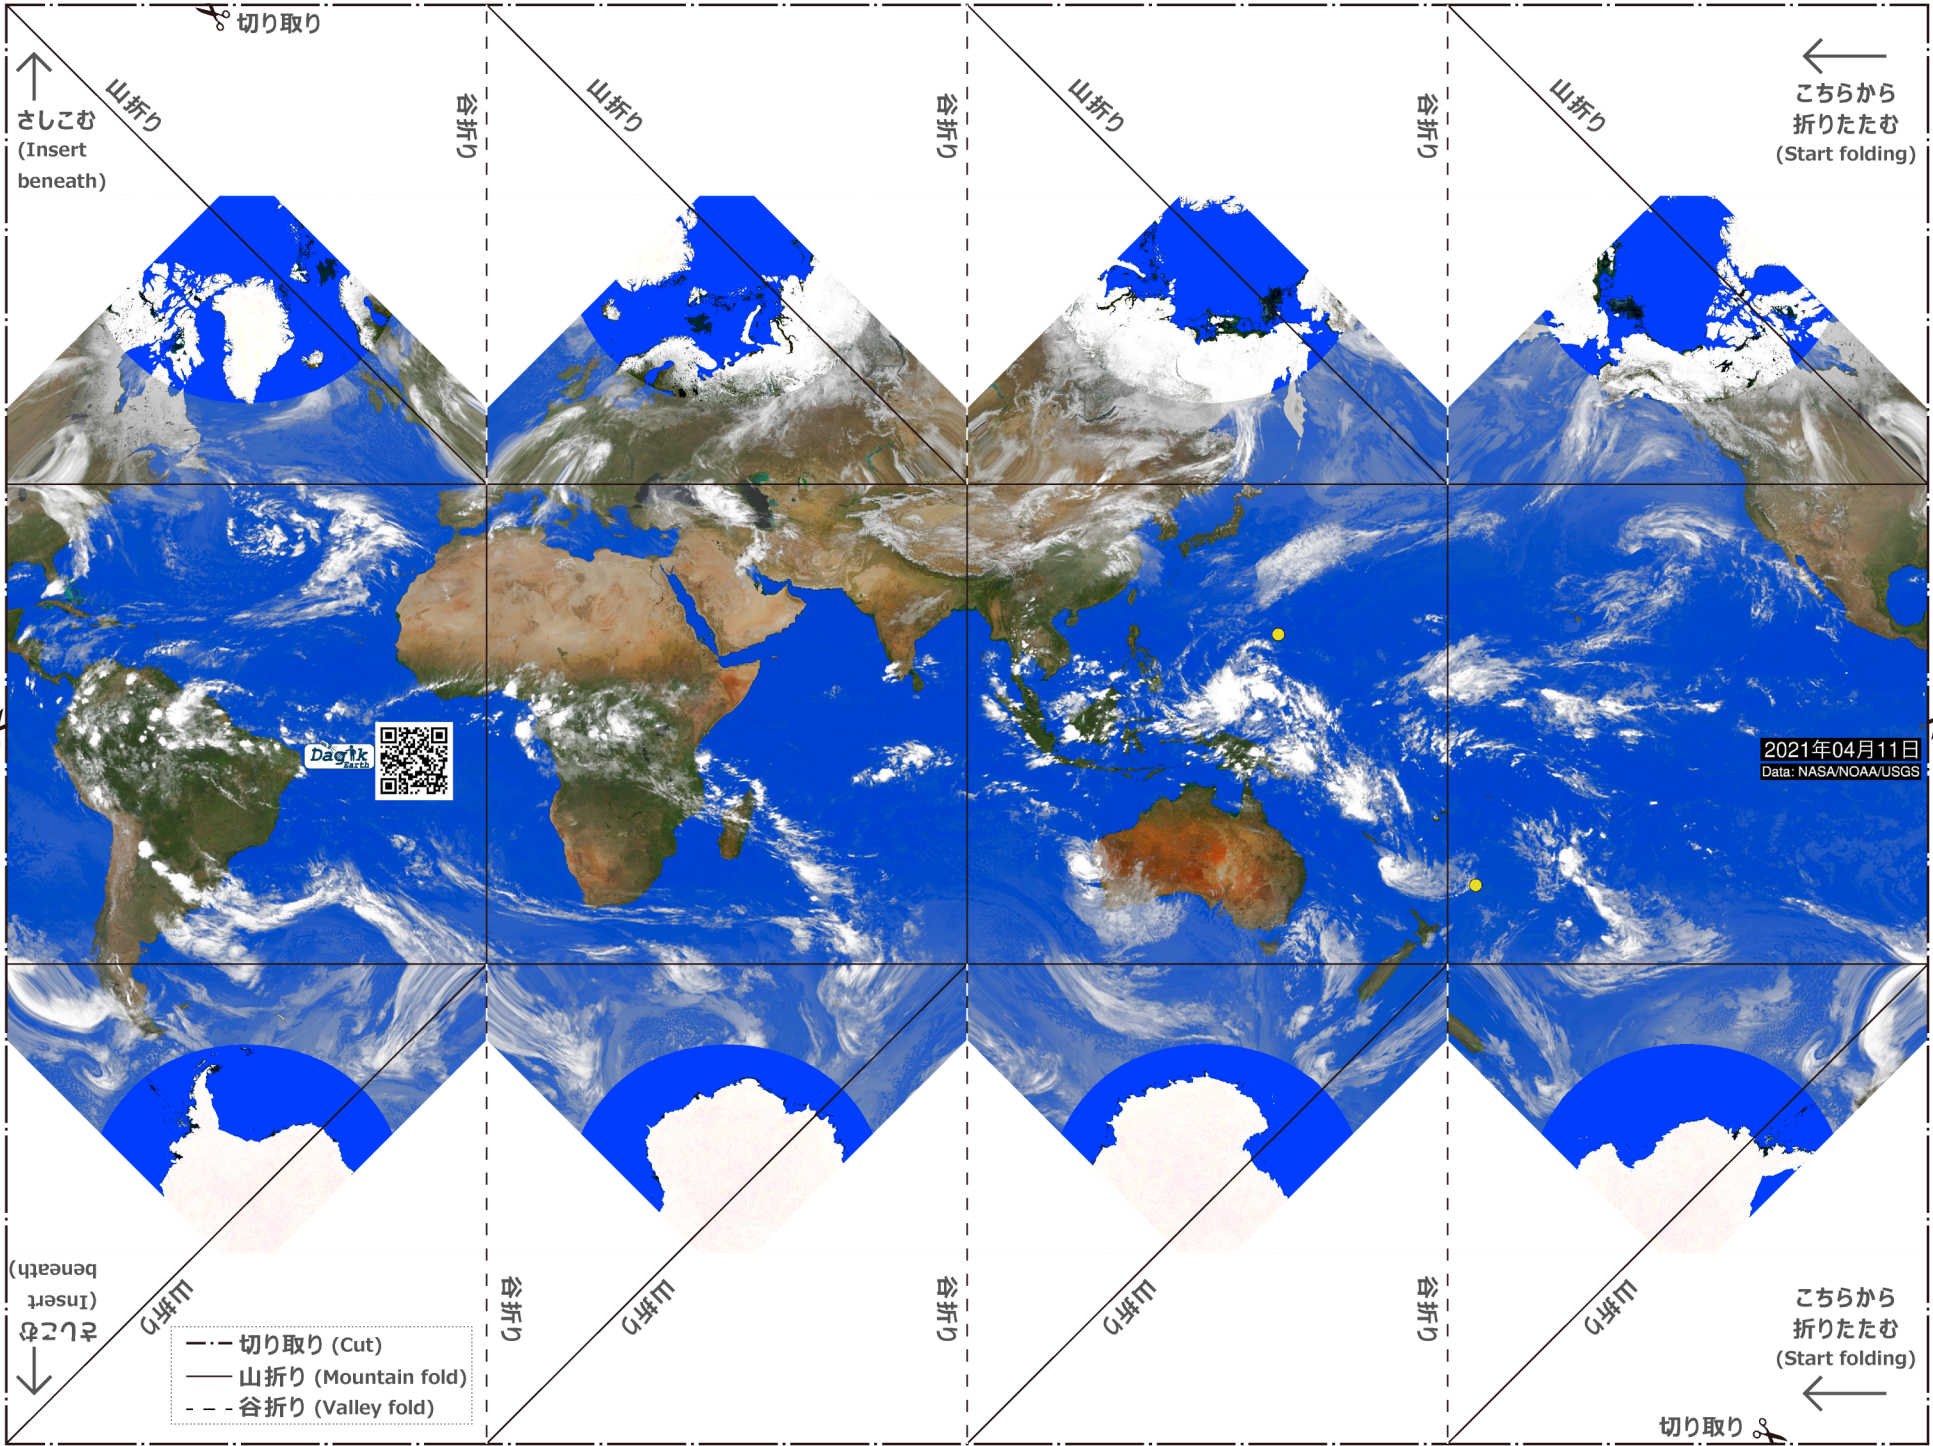 切り取り
山折り
谷折り
山折り
谷折り
山折り
谷折り
山折り
さしこむ
(Insert
beneath)
こちらから
折りたたむ
(Start folding)
Dagik
Earth
2021年04月11日
Data: NASA/NOAA/USGS
さしこむ
(Insert
beneath)
山折り
谷折り
山折り
谷折り
山折り
谷折り
山折り
こちらから
折りたたむ
(Start folding)
切り取り (Cut)
山折り (Mountain fold)
谷折り (Valley fold)
切り取り